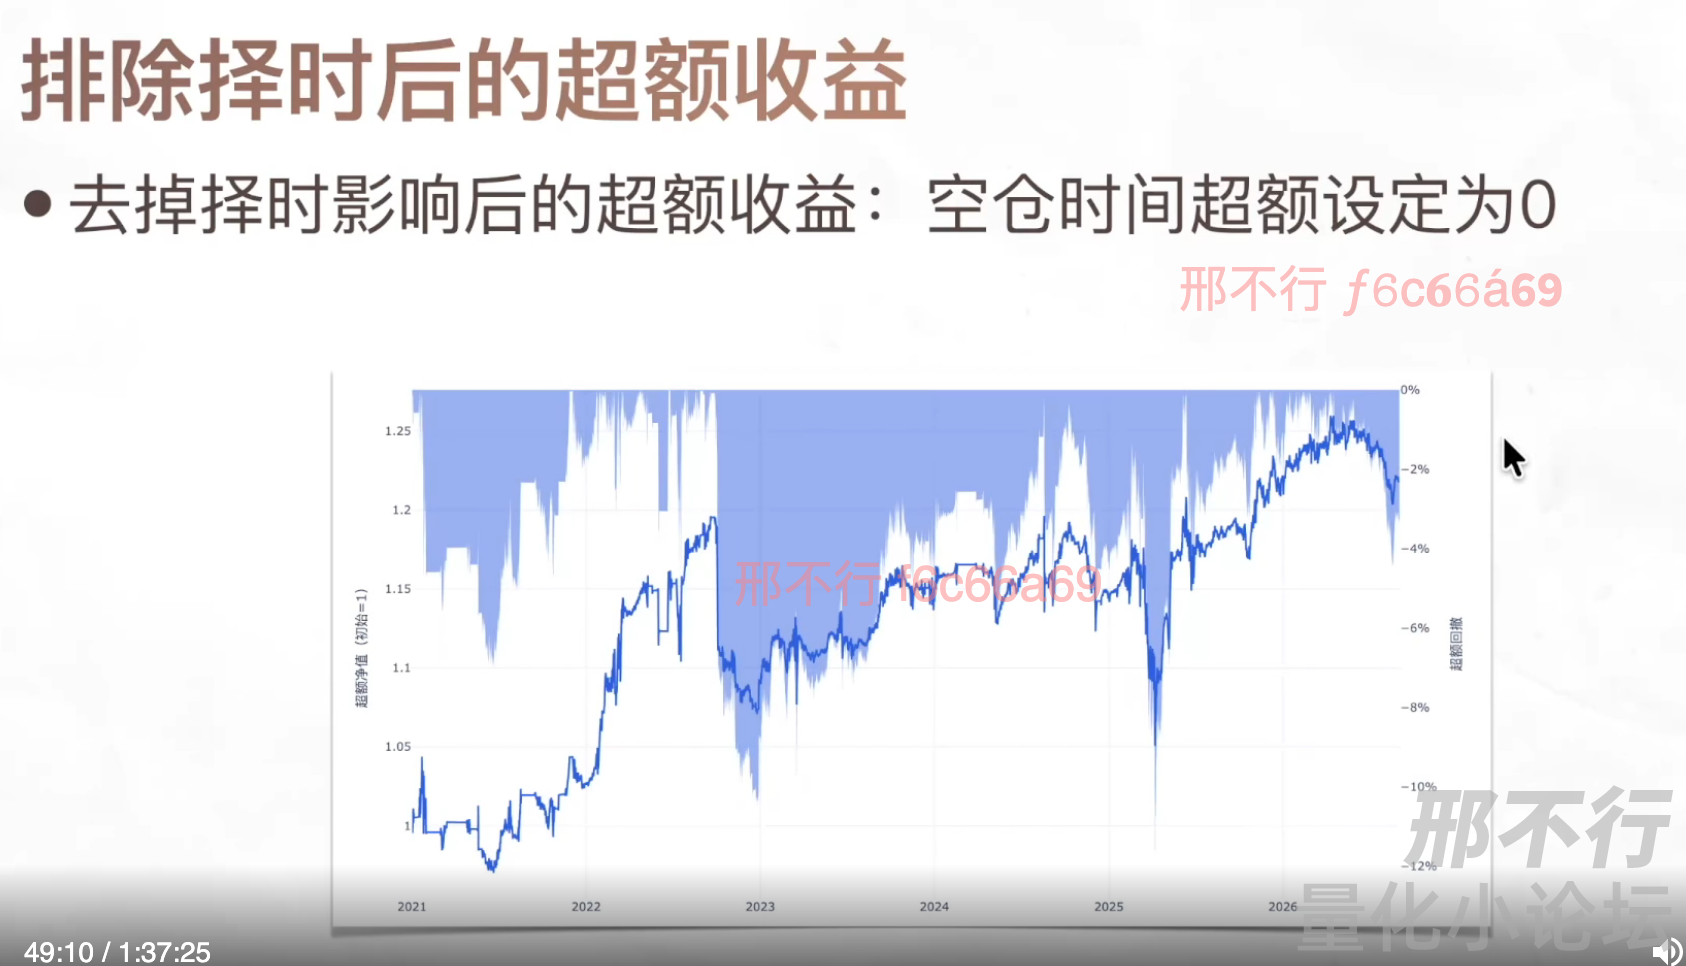 排除择时后的超额收益
• 去掉择时影响后的超额收益：空仓时间超额设定为0
邢不行 f6c66á69
0%
1.25
−2%
1.2
−4%
邢不行 f6c66a69
1.15
超额净值（初始=1）
−6%
超额回撤
1.1
−8%
1.05
−10%
邢不行
1
−12%
量化小论坛
2021 2022 2023 2024 2025 2026
49:10 / 1:37:25